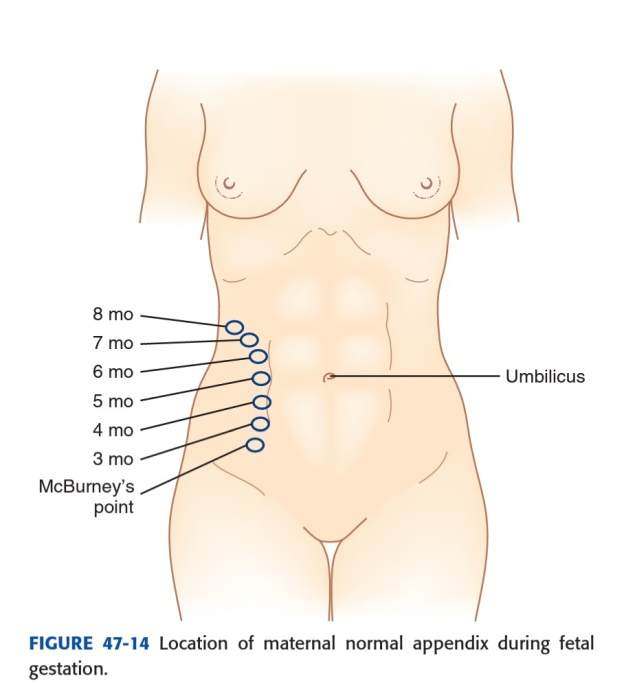 8 mo
7 mo
6 mo
5 mo
4 mo
3 mo
McBurney's
point
Umbilicus
FIGURE 47-14 Location of maternal normal appendix during fetal
gestation.